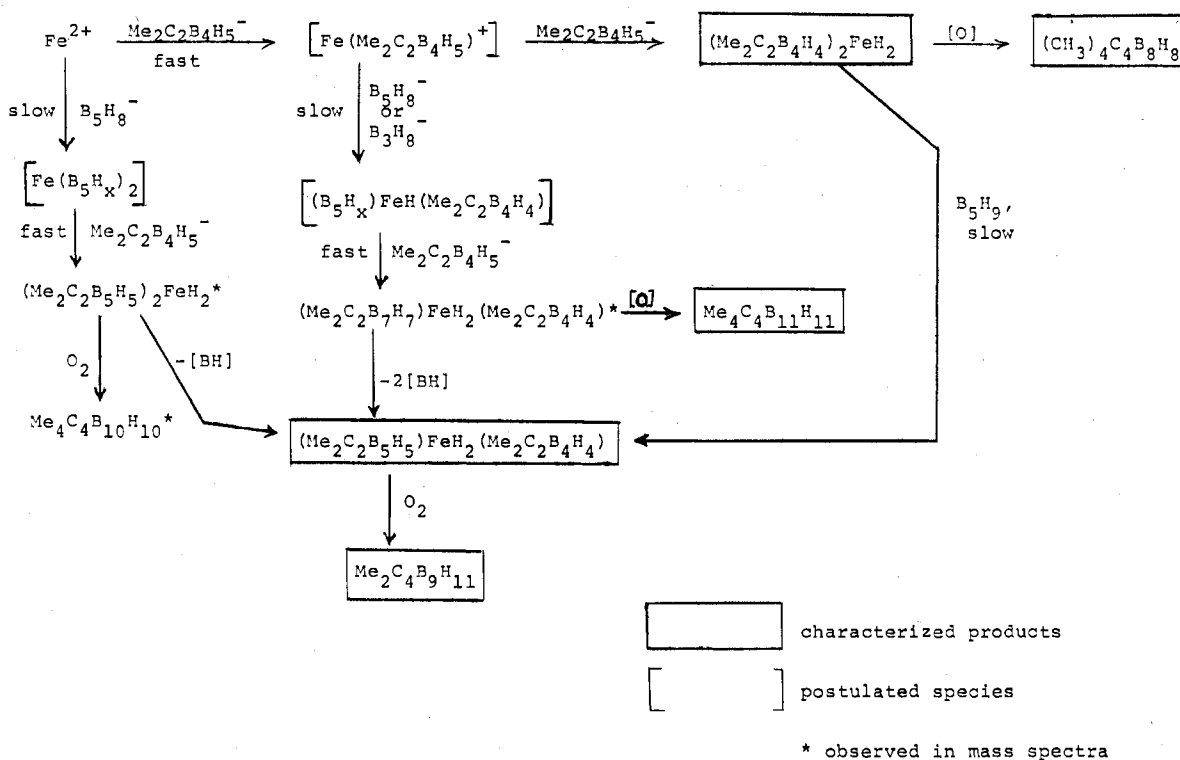 Fe2+ Me2C2B4H5− fast [Fe(Me2C2B4H5)+] Me2C2B4H5− (Me2C2B4H4)2FeH2 [O] (CH3)4C4B8H8
slow B5H8−
slow B5H8− or B3H8−
[Fe(B5Hx)2]
[(B5Hx)FeH(Me2C2B4H4)]
B5H9, slow
fast Me2C2B4H5−
fast Me2C2B4H5−
(Me2C2B5H5)2FeH2*
(Me2C2B7H7)FeH2(Me2C2B4H4)* [O] Me4C4B11H11
O2 -[BH]
-2[BH]
Me4C4B10H10*
(Me2C2B5H5)FeH2(Me2C2B4H4)
O2
Me2C4B9H11
characterized products
postulated species
* observed in mass spectra